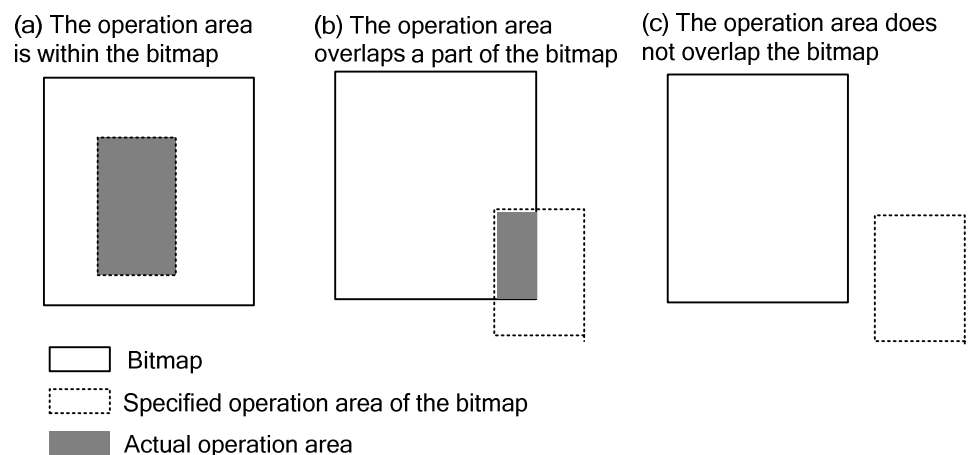 (a) The operation area
is within the bitmap
(b) The operation area
overlaps a part of the bitmap
(c) The operation area does
not overlap the bitmap
Bitmap
Specified operation area of the bitmap
Actual operation area